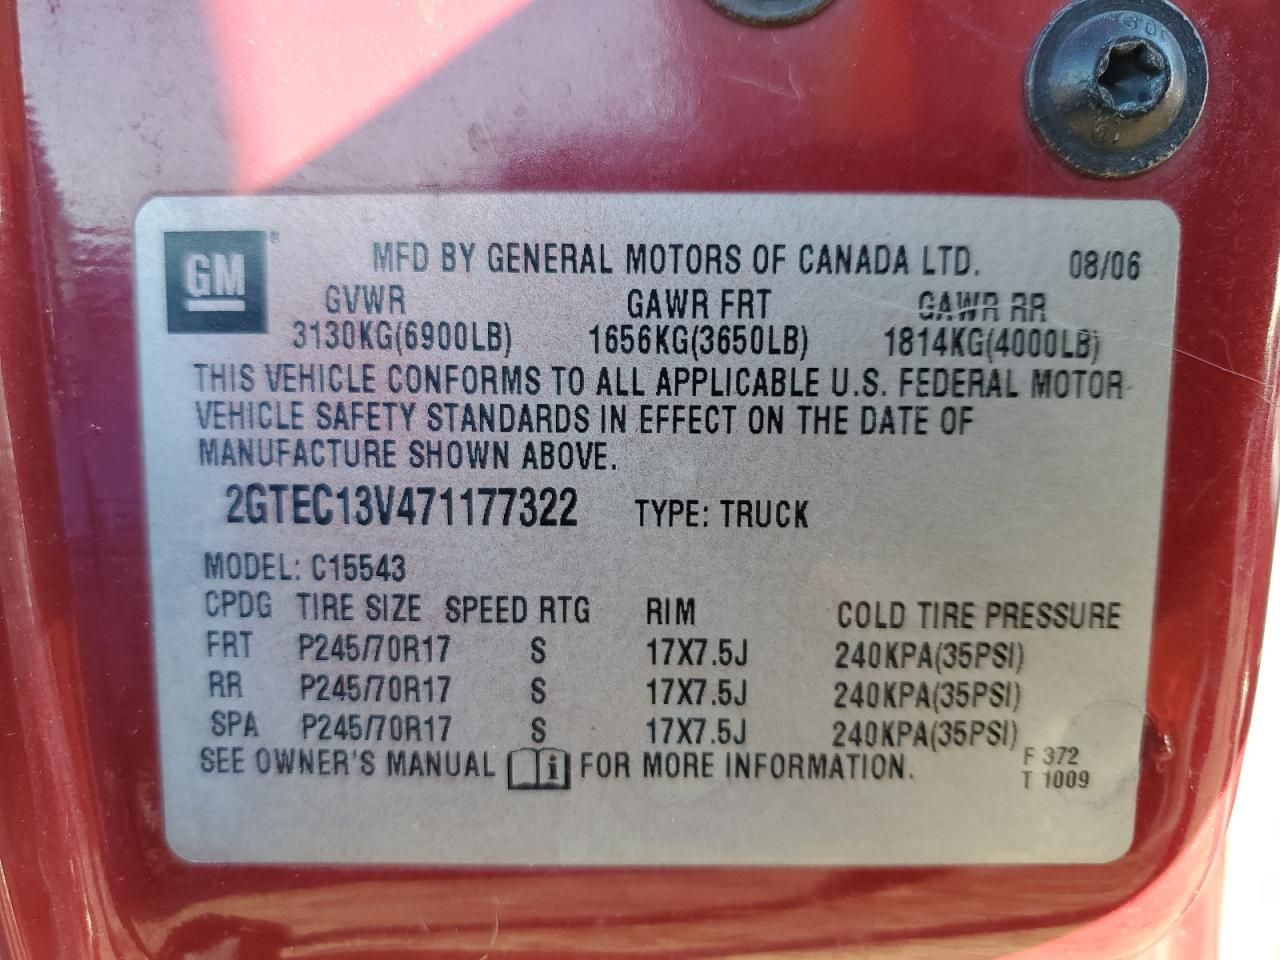 GM®
MFD BY GENERAL MOTORS OF CANADA LTD. 08/06
GVWR GAWR FRT GAWR RR
3130KG(6900LB) 1656KG(3650LB) 1814KG(4000LB)
THIS VEHICLE CONFORMS TO ALL APPLICABLE U.S. FEDERAL MOTOR
VEHICLE SAFETY STANDARDS IN EFFECT ON THE DATE OF
MANUFACTURE SHOWN ABOVE.
2GTEC13V471177322 TYPE: TRUCK
MODEL: C15543
CPDG TIRE SIZE SPEED RTG RIM COLD TIRE PRESSURE
FRT P245/70R17 S 17X7.5J 240KPA(35PSI)
RR P245/70R17 S 17X7.5J 240KPA(35PSI)
SPA P245/70R17 S 17X7.5J 240KPA(35PSI)
SEE OWNER'S MANUAL i FOR MORE INFORMATION.
F 372
T 1009